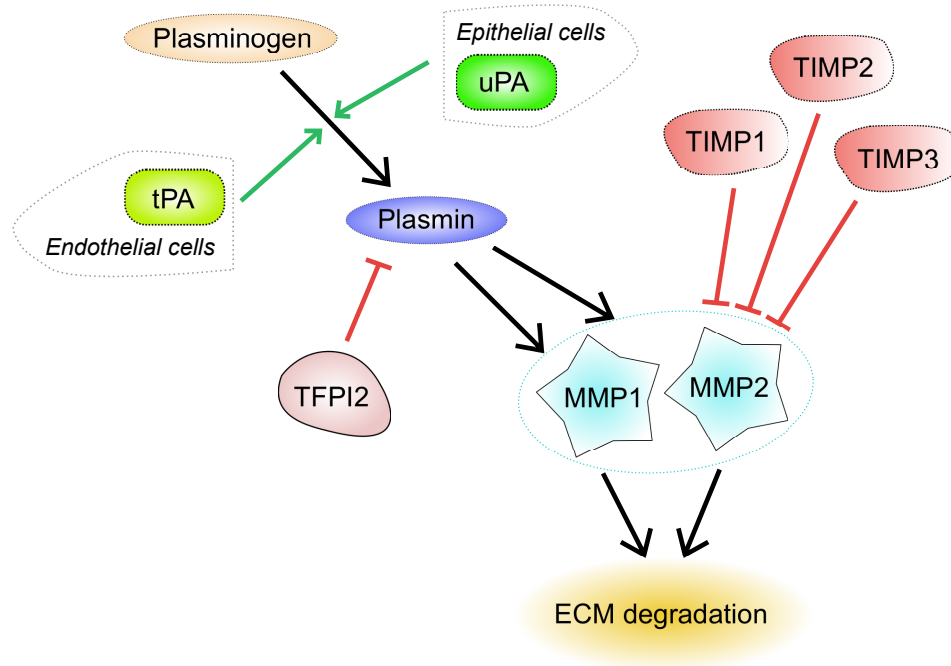 Plasminogen
Epithelial cells
uPA
TIMP2
TIMP1
TIMP3
tPA
Endothelial cells
Plasmin
TFPI2
MMP1
MMP2
ECM degradation